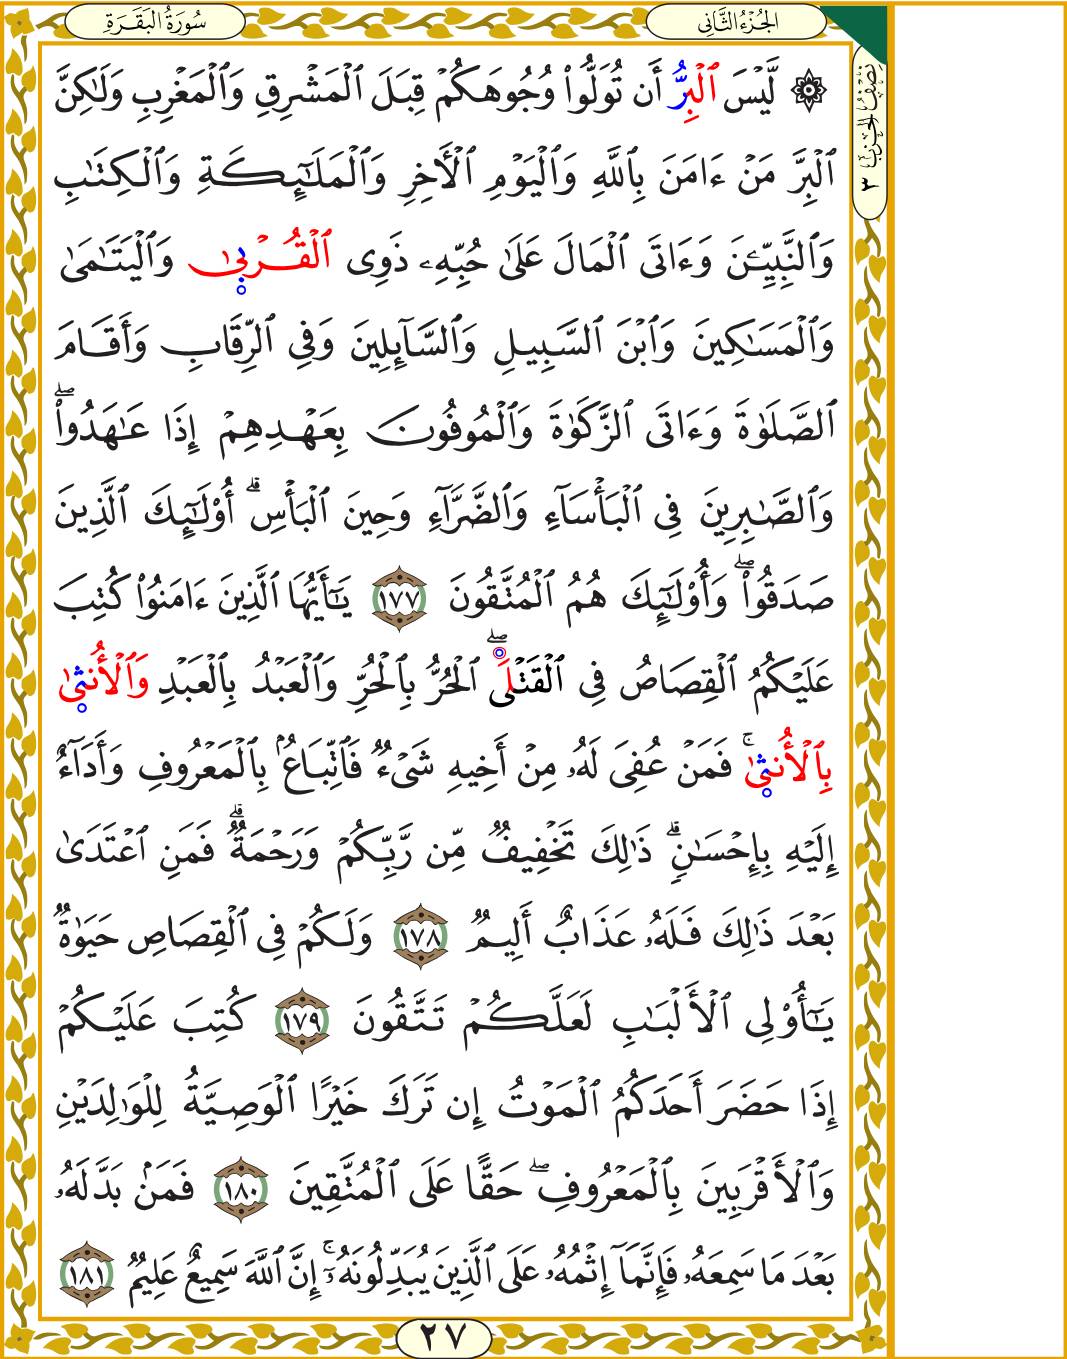 سُورَةُ البَقَرَةِ
الجُزْءُ الثَّانِي
نِصْفُ الحِزْبِ ٣
۞ لَّيْسَ ٱلْبِرُّ أَن تُوَلُّواْ وُجُوهَكُمْ قِبَلَ ٱلْمَشْرِقِ وَٱلْمَغْرِبِ وَلَٰكِنَّ
ٱلْبِرَّ مَنْ ءَامَنَ بِٱللَّهِ وَٱلْيَوْمِ ٱلْأٓخِرِ وَٱلْمَلَٰٓئِكَةِ وَٱلْكِتَٰبِ
وَٱلنَّبِيِّـۧنَ وَءَاتَى ٱلْمَالَ عَلَىٰ حُبِّهِۦ ذَوِى ٱلْقُرْبَىٰ وَٱلْيَتَٰمَىٰ
وَٱلْمَسَٰكِينَ وَٱبْنَ ٱلسَّبِيلِ وَٱلسَّآئِلِينَ وَفِى ٱلرِّقَابِ وَأَقَامَ
ٱلصَّلَوٰةَ وَءَاتَى ٱلزَّكَوٰةَ وَٱلْمُوفُونَ بِعَهْدِهِمْ إِذَا عَٰهَدُواْۖ
وَٱلصَّٰبِرِينَ فِى ٱلْبَأْسَآءِ وَٱلضَّرَّآءِ وَحِينَ ٱلْبَأْسِۗ أُوْلَٰٓئِكَ ٱلَّذِينَ
صَدَقُواْۖ وَأُوْلَٰٓئِكَ هُمُ ٱلْمُتَّقُونَ ١٧٧ يَٰٓأَيُّهَا ٱلَّذِينَ ءَامَنُواْ كُتِبَ
عَلَيْكُمُ ٱلْقِصَاصُ فِى ٱلْقَتْلَىۖ ٱلْحُرُّ بِٱلْحُرِّ وَٱلْعَبْدُ بِٱلْعَبْدِ وَٱلْأُنثَىٰ
بِٱلْأُنثَىٰۚ فَمَنْ عُفِىَ لَهُۥ مِنْ أَخِيهِ شَىْءٌ فَٱتِّبَاعُۢ بِٱلْمَعْرُوفِ وَأَدَآءٌ
إِلَيْهِ بِإِحْسَٰنٍۗ ذَٰلِكَ تَخْفِيفٌ مِّن رَّبِّكُمْ وَرَحْمَةٌۗ فَمَنِ ٱعْتَدَىٰ
بَعْدَ ذَٰلِكَ فَلَهُۥ عَذَابٌ أَلِيمٌ ١٧٨ وَلَكُمْ فِى ٱلْقِصَاصِ حَيَوٰةٌ
يَٰٓأُوْلِى ٱلْأَلْبَٰبِ لَعَلَّكُمْ تَتَّقُونَ ١٧٩ كُتِبَ عَلَيْكُمْ
إِذَا حَضَرَ أَحَدَكُمُ ٱلْمَوْتُ إِن تَرَكَ خَيْرًا ٱلْوَصِيَّةُ لِلْوَٰلِدَيْنِ
وَٱلْأَقْرَبِينَ بِٱلْمَعْرُوفِۖ حَقًّا عَلَى ٱلْمُتَّقِينَ ١٨٠ فَمَنۢ بَدَّلَهُۥ
بَعْدَ مَا سَمِعَهُۥ فَإِنَّمَآ إِثْمُهُۥ عَلَى ٱلَّذِينَ يُبَدِّلُونَهُۥٓۚ إِنَّ ٱللَّهَ سَمِيعٌ عَلِيمٌ ١٨١
٢٧